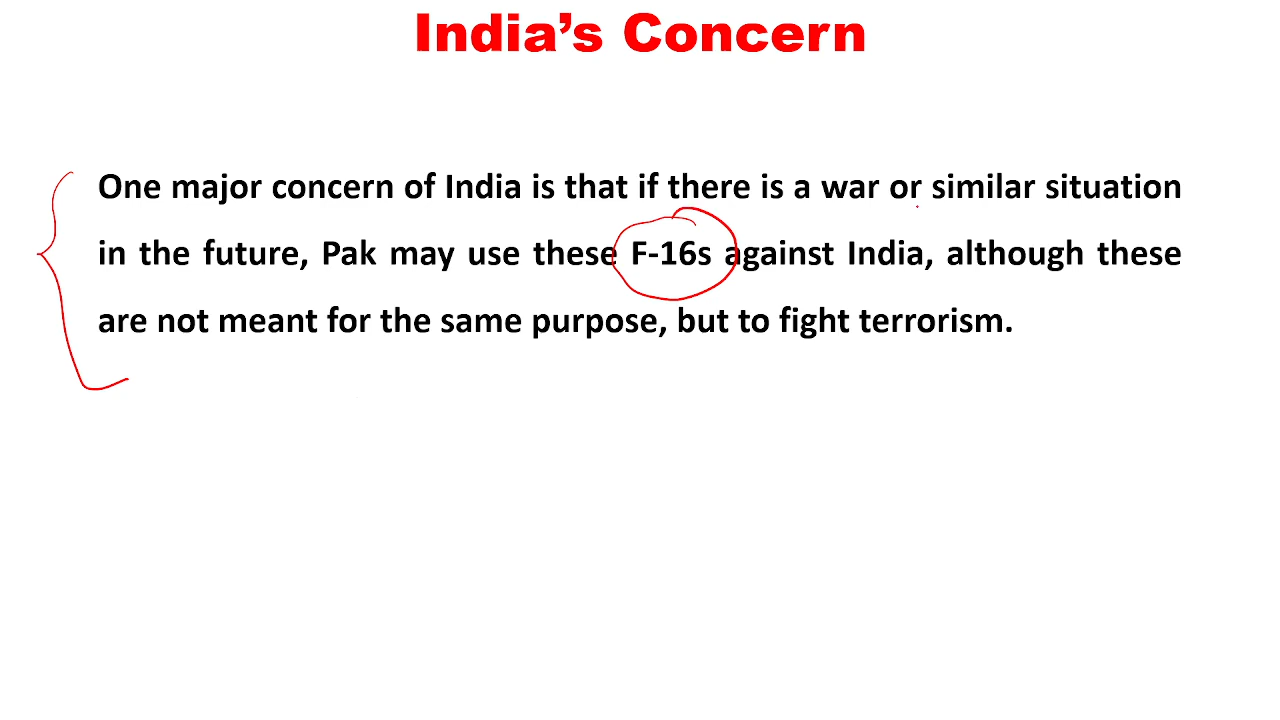 India’s Concern
One major concern of India is that if there is a war or similar situation
in the future, Pak may use these F-16s against India, although these
are not meant for the same purpose, but to fight terrorism.